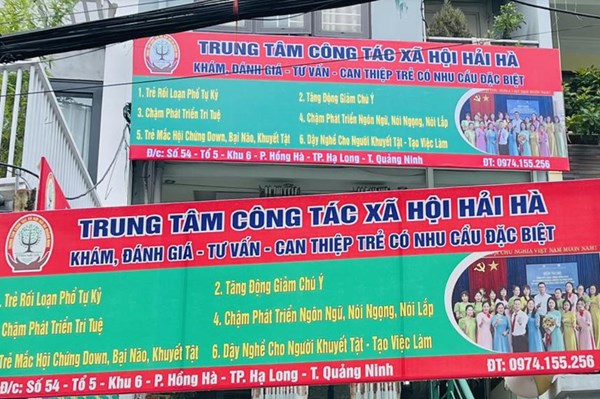 TRUNG TÂM CÔNG TÁC XÃ HỘI HẢI HÀ
KHÁM, ĐÁNH GIÁ - TƯ VẤN - CAN THIỆP TRẺ CÓ NHU CẦU ĐẶC BIỆT
1. Trẻ Rối Loạn Phổ Tự Kỷ
2. Tăng Động Giảm Chú Ý
3. Chậm Phát Triển Trí Tuệ
4. Chậm Phát Triển Ngôn Ngữ, Nói Ngọng, Nói Lắp
5. Trẻ Mắc Hội Chứng Down, Bại Não, Khuyết Tật
6. Dạy Nghề Cho Người Khuyết Tật - Tạo Việc Làm
Đ/c: Số 54 - Tổ 5 - Khu 6 - P. Hồng Hà - TP. Hạ Long - T. Quảng Ninh
ĐT: 0974.155.256
TRUNG TÂM CÔNG TÁC XÃ HỘI HẢI HÀ
KHÁM, ĐÁNH GIÁ - TƯ VẤN - CAN THIỆP TRẺ CÓ NHU CẦU ĐẶC BIỆT
. Trẻ Rối Loạn Phổ Tự Kỷ
2. Tăng Động Giảm Chú Ý
Chậm Phát Triển Trí Tuệ
4. Chậm Phát Triển Ngôn Ngữ, Nói Ngọng, Nói Lắp
Trẻ Mắc Hội Chứng Down, Bại Não, Khuyết Tật
6. Dạy Nghề Cho Người Khuyết Tật - Tạo Việc Làm
Đ/c: Số 54 - Tổ 5 - Khu 6 - P. Hồng Hà - TP. Hạ Long - T. Quảng Ninh
ĐT: 0974.155.256
CHỦ NGHĨA VIỆT NAM MUÔN NĂM